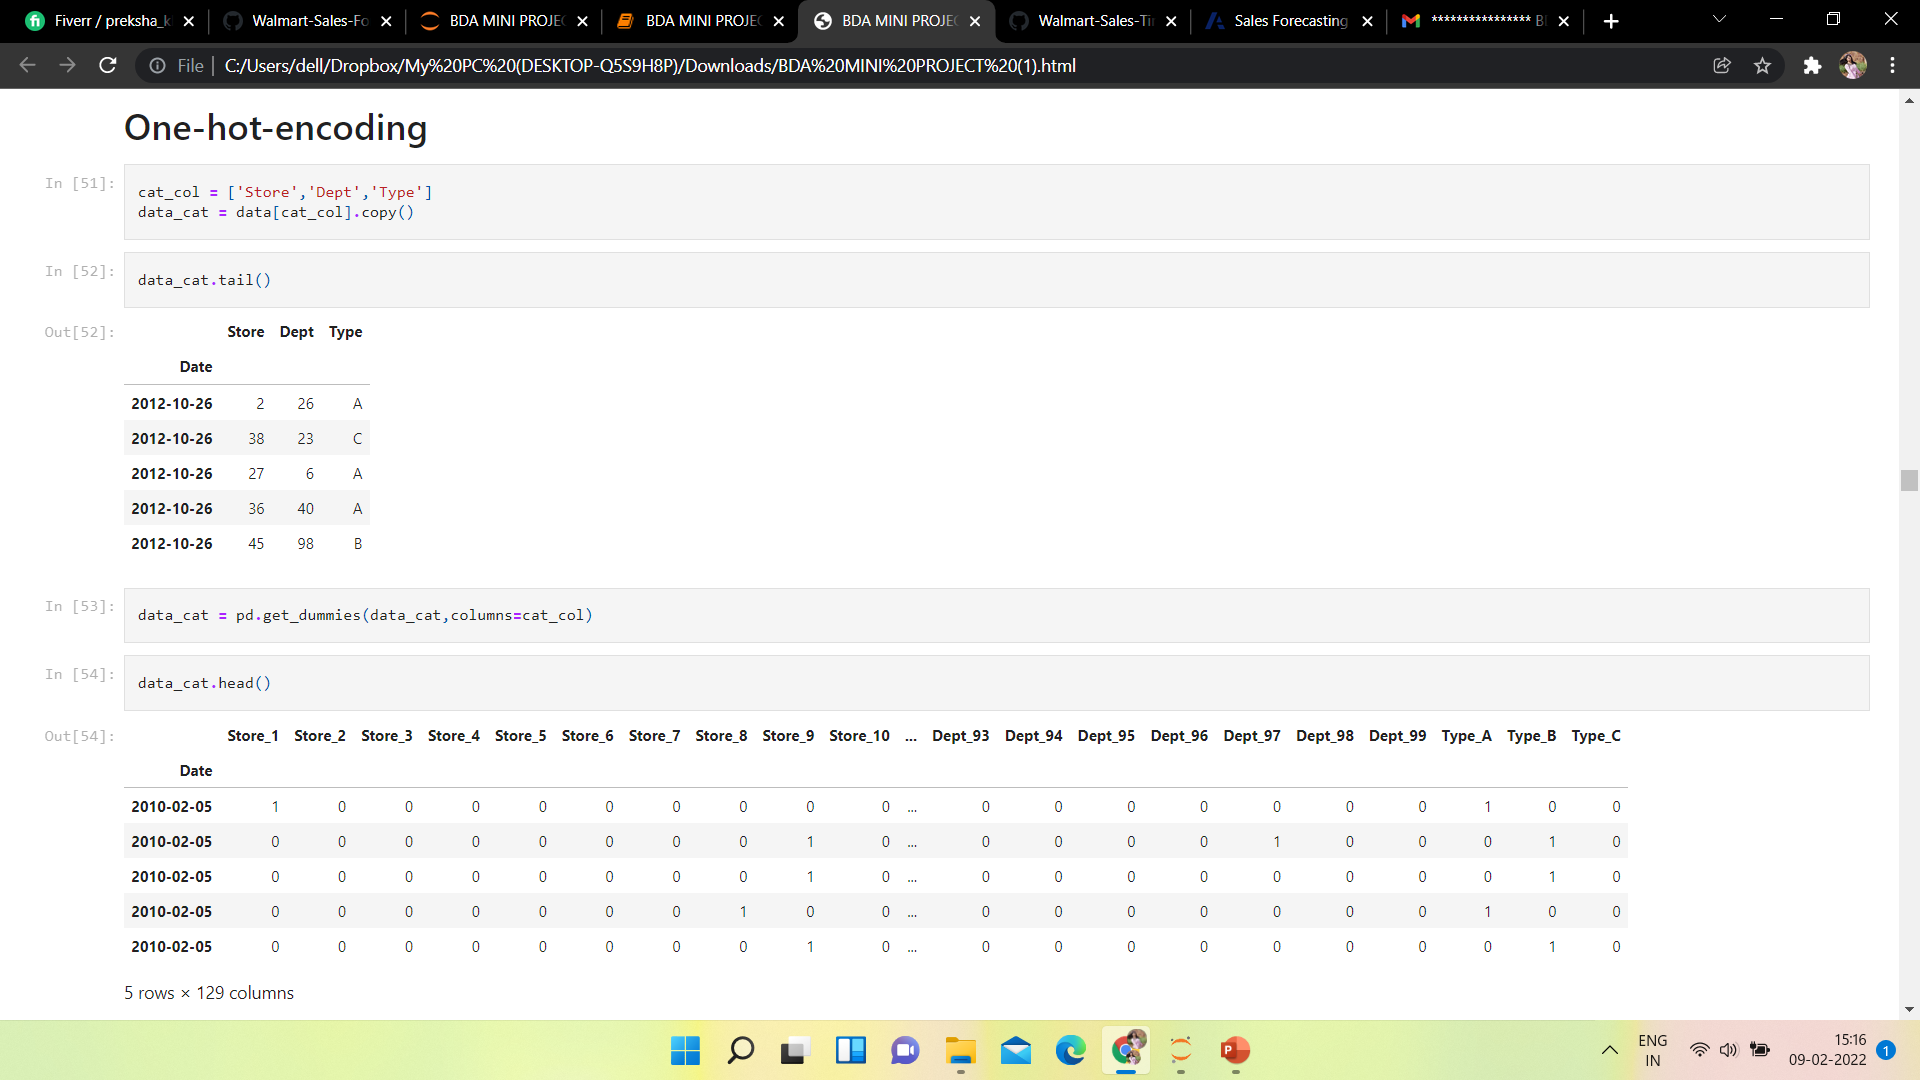 Fiverr / preksha_k
Walmart-Sales-Fo
BDA MINI PROJEC
BDA MINI PROJEC
BDA MINI PROJEC
Walmart-Sales-Tir
Sales Forecasting
**************** BI
File
C:/Users/dell/Dropbox/My%20PC%20(DESKTOP-Q5S9H8P)/Downloads/BDA%20MINI%20PROJECT%20(1).html
One-hot-encoding
In [51]:
cat_col = ['Store','Dept','Type']
data_cat = data[cat_col].copy()
In [52]:
data_cat.tail()
Out[52]:
Store Dept Type
Date
2012-10-26 2 26 A
2012-10-26 38 23 C
2012-10-26 27 6 A
2012-10-26 36 40 A
2012-10-26 45 98 B
In [53]:
data_cat = pd.get_dummies(data_cat,columns=cat_col)
In [54]:
data_cat.head()
Out[54]:
Store_1 Store_2 Store_3 Store_4 Store_5 Store_6 Store_7 Store_8 Store_9 Store_10 ... Dept_93 Dept_94 Dept_95 Dept_96 Dept_97 Dept_98 Dept_99 Type_A Type_B Type_C
Date
2010-02-05 1 0 0 0 0 0 0 0 0 0 ... 0 0 0 0 0 0 0 1 0 0
2010-02-05 0 0 0 0 0 0 0 0 1 0 ... 0 0 0 0 1 0 0 0 1 0
2010-02-05 0 0 0 0 0 0 0 0 1 0 ... 0 0 0 0 0 0 0 0 1 0
2010-02-05 0 0 0 0 0 0 0 1 0 0 ... 0 0 0 0 0 0 0 1 0 0
2010-02-05 0 0 0 0 0 0 0 0 1 0 ... 0 0 0 0 0 0 0 0 1 0
5 rows × 129 columns
ENG
IN
15:16
09-02-2022
1